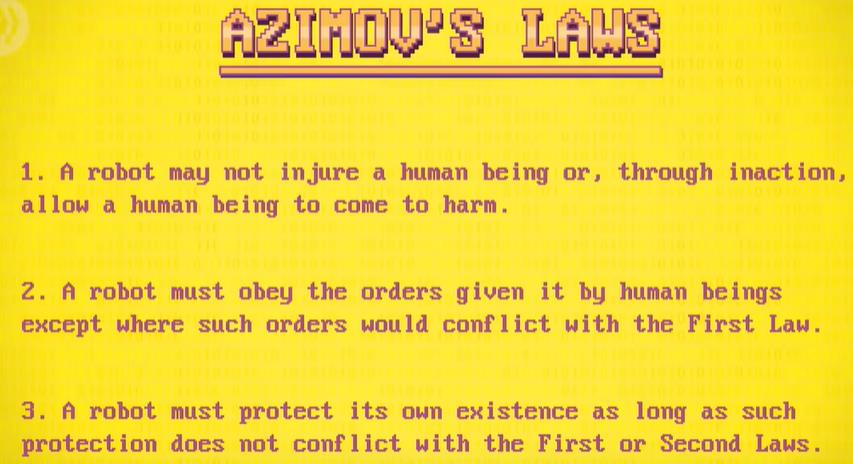 AZIMOV'S LAWS
1. A robot may not injure a human being or, through inaction,
allow a human being to come to harm.
2. A robot must obey the orders given it by human beings
except where such orders would conflict with the First Law.
3. A robot must protect its own existence as long as such
protection does not conflict with the First or Second Laws.